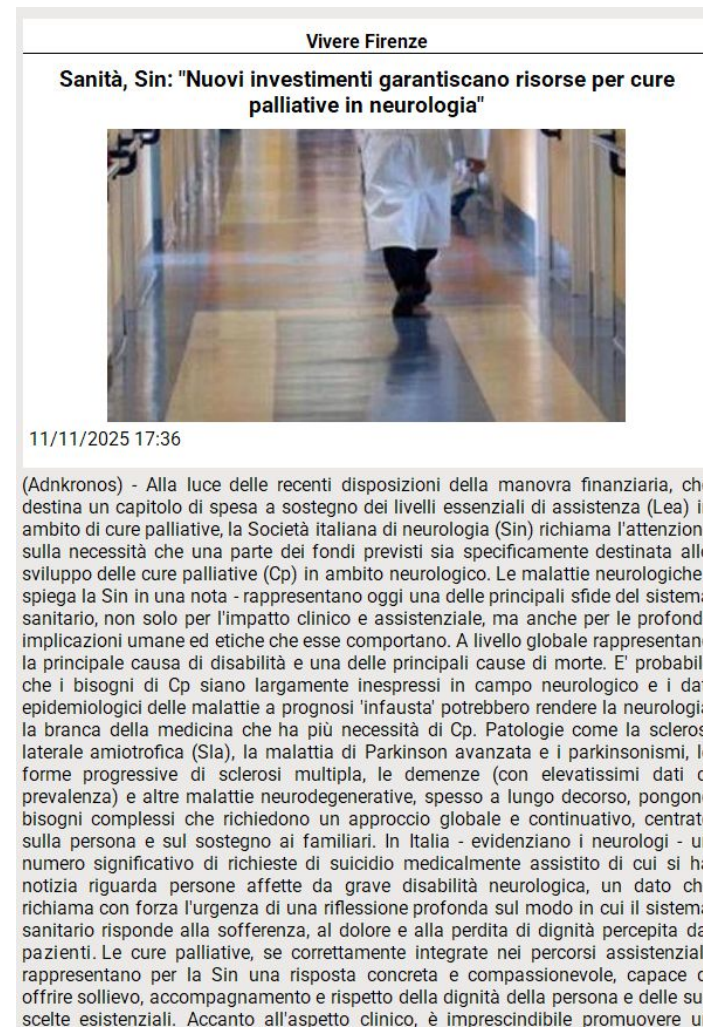 Vivere Firenze
Sanità, Sin: "Nuovi investimenti garantiscano risorse per cure
palliative in neurologia"
11/11/2025 17:36
(Adnkronos) - Alla luce delle recenti disposizioni della manovra finanziaria, che
destina un capitolo di spesa a sostegno dei livelli essenziali di assistenza (Lea) i
ambito di cure palliative, la Società italiana di neurologia (Sin) richiama l'attenzion
sulla necessità che una parte dei fondi previsti sia specificamente destinata allo
sviluppo delle cure palliative (Cp) in ambito neurologico. Le malattie neurologiche
spiega la Sin in una nota - rappresentano oggi una delle principali sfide del sistema
sanitario, non solo per l'impatto clinico e assistenziale, ma anche per le profond
implicazioni umane ed etiche che esse comportano. A livello globale rappresentano
la principale causa di disabilità e una delle principali cause di morte. E' probabil
che i bisogni di Cp siano largamente inespressi in campo neurologico e i dat
epidemiologici delle malattie a prognosi 'infausta' potrebbero rendere la neurologia
la branca della medicina che ha più necessità di Cp. Patologie come la scleros
laterale amiotrofica (Sla), la malattia di Parkinson avanzata e i parkinsonismi, le
forme progressive di sclerosi multipla, le demenze (con elevatissimi dati d
prevalenza) e altre malattie neurodegenerative, spesso a lungo decorso, pongono
bisogni complessi che richiedono un approccio globale e continuativo, centrato
sulla persona e sul sostegno ai familiari. In Italia - evidenziano i neurologi - un
numero significativo di richieste di suicidio medicalmente assistito di cui si ha
notizia riguarda persone affette da grave disabilità neurologica, un dato ch
richiama con forza l'urgenza di una riflessione profonda sul modo in cui il sistema
sanitario risponde alla sofferenza, al dolore e alla perdita di dignità percepita da
pazienti. Le cure palliative, se correttamente integrate nei percorsi assistenzial
rappresentano per la Sin una risposta concreta e compassionevole, capace d
offrire sollievo, accompagnamento e rispetto della dignità della persona e delle su
scelte esistenziali. Accanto all'aspetto clinico, è imprescindibile promuovere u